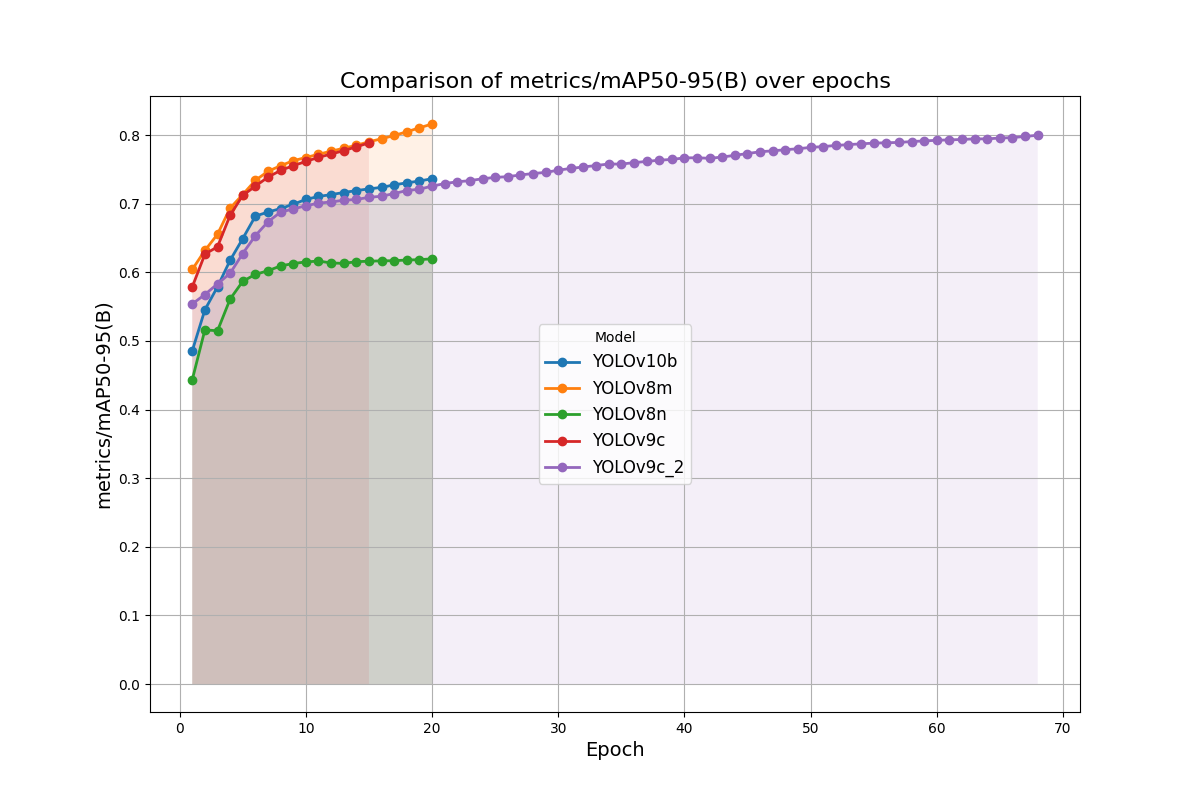 Comparison of metrics/mAP50-95(B) over epochs
metrics/mAP50-95(B)
0.8
0.7
0.6
0.5
0.4
0.3
0.2
0.1
0.0
Model
YOLOv10b
YOLOv8m
YOLOv8n
YOLOv9c
YOLOv9c_2
0 10 20 30 40 50 60 70
Epoch